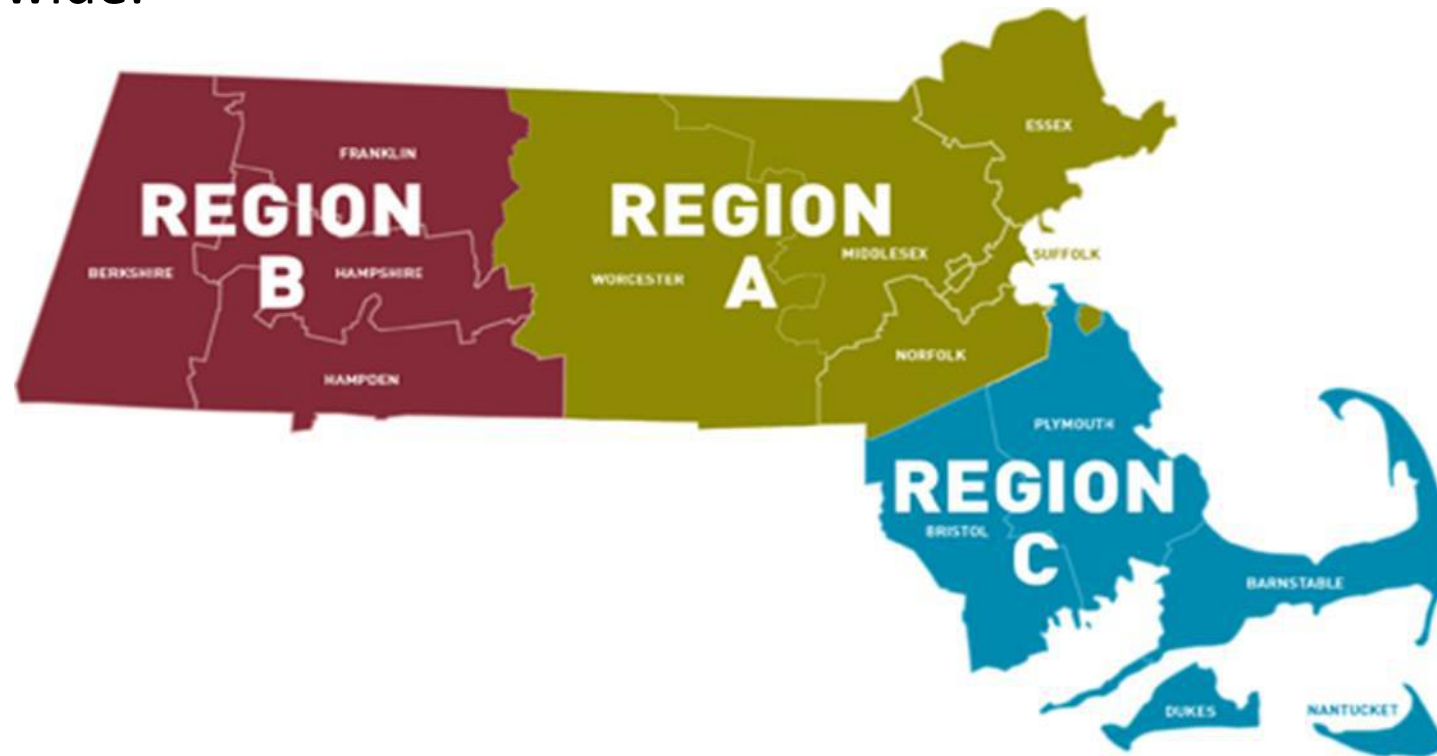 ESSEX
FRANKLIN
REGION
B
BERKSHIRE
HAMPSHIRE
HAMPDEN
REGION
A
WORCESTER
MIDDLESEX
SUFFOLK
NORFOLK
PLYMOUTH
REGION
C
BRISTOL
BARNSTABLE
DUKES
NANTUCKET